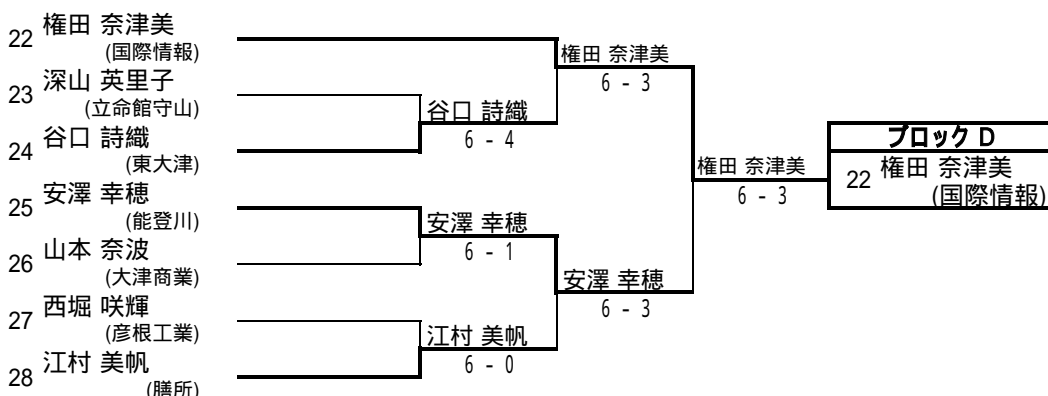 22 権田 奈津美
(国際情報)
23 深山 英里子
(立命館守山)
24 谷口 詩織
(東大津)
25 安澤 幸穂
(能登川)
26 山本 奈波
(大津商業)
27 西堀 咲輝
(彦根工業)
28 江村 美帆
(膳所)
谷口 詩織
6 - 4
安澤 幸穂
6 - 1
江村 美帆
6 - 0
権田 奈津美
6 - 3
安澤 幸穂
6 - 3
権田 奈津美
6 - 3
ブロック D
22 権田 奈津美
(国際情報)